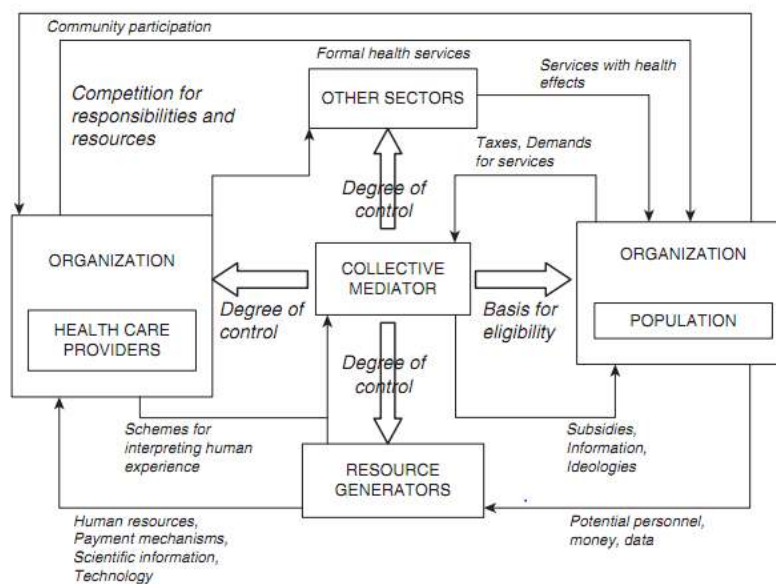 Community participation
Formal health services
Services with health
effects
Competition for
responsibilities and
resources
OTHER SECTORS
Taxes, Demands
for services
Degree of
control
ORGANIZATION
HEALTH CARE
PROVIDERS
COLLECTIVE
MEDIATOR
ORGANIZATION
POPULATION
Degree of
control
Basis for
eligibility
Degree of
control
Schemes for
interpreting human
experience
Subsidies,
Information,
Ideologies
RESOURCE
GENERATORS
Human resources,
Payment mechanisms,
Scientific information,
Technology
Potential personnel,
money, data